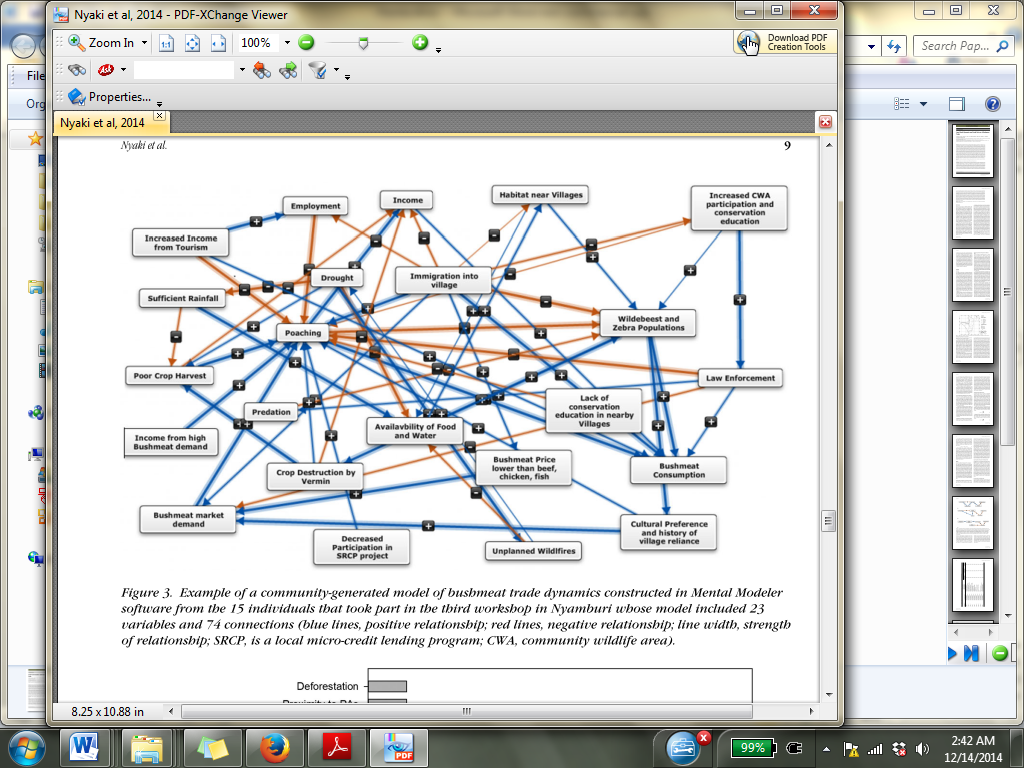 Nyaki et al, 2014 - PDF-XChange Viewer
Zoom In
1:1
100%
Download PDF
Creation Tools
Search Pap...
Ask
File
Org
Properties...
Nyaki et al, 2014
Nyaki et al.
9
Employment
Income
Habitat near Villages
Increased CWA
participation and
conservation
education
Increased Income
from Tourism
Drought
Immigration into
village
Sufficient Rainfall
Poaching
Wildebeest and
Zebra Populations
Poor Crop Harvest
Law Enforcement
Predation
Lack of
conservation
education in nearby
Villages
Availavbility of Food
and Water
Income from high
Bushmeat demand
Crop Destruction by
Vermin
Bushmeat Price
lower than beef,
chicken, fish
Bushmeat
Consumption
Bushmeat market
demand
Decreased
Participation in
SRCP project
Unplanned Wildlfires
Cultural Preference
and history of
village reliance
Figure 3. Example of a community-generated model of bushmeat trade dynamics constructed in Mental Modeler
software from the 15 individuals that took part in the third workshop in Nyamburi whose model included 23
variables and 74 connections (blue lines, positive relationship; red lines, negative relationship; line width, strength
of relationship; SRCP, is a local micro-credit lending program; CWA, community wildlife area).
Deforestation
8.25 x 10.88 in
99%
2:42 AM
12/14/2014